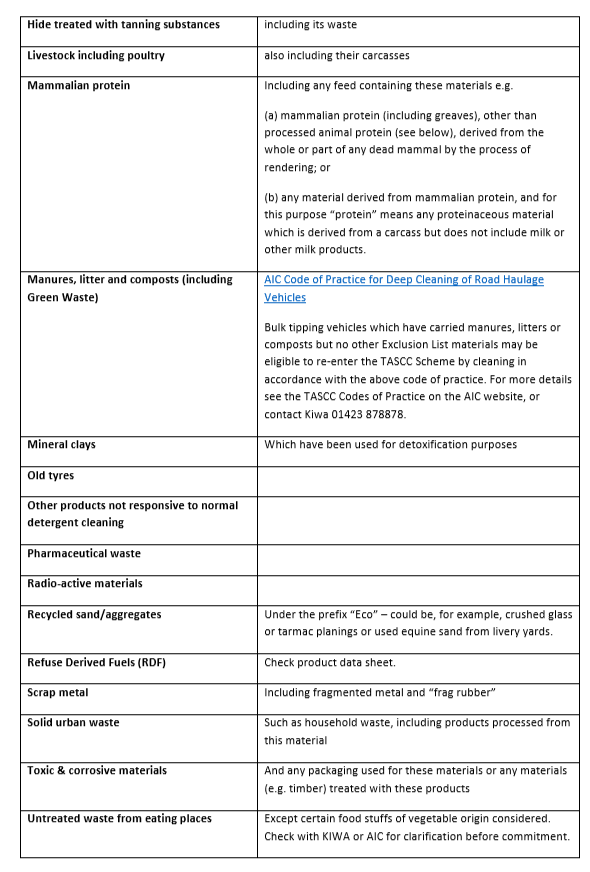 Hide treated with tanning substances
including its waste
Livestock including poultry
also including their carcasses
Mammalian protein
Including any feed containing these materials e.g.
(a) mammalian protein (including greaves), other than
processed animal protein (see below), derived from the
whole or part of any dead mammal by the process of
rendering; or
(b) any material derived from mammalian protein, and for
this purpose “protein” means any proteinaceous material
which is derived from a carcass but does not include milk or
other milk products.
Manures, litter and composts (including
Green Waste)
AIC Code of Practice for Deep Cleaning of Road Haulage
Vehicles
Bulk tipping vehicles which have carried manures, litters or
composts but no other Exclusion List materials may be
eligible to re-enter the TASCC Scheme by cleaning in
accordance with the above code of practice. For more details
see the TASCC Codes of Practice on the AIC website, or
contact Kiwa 01423 878878.
Mineral clays
Which have been used for detoxification purposes
Old tyres
Other products not responsive to normal
detergent cleaning
Pharmaceutical waste
Radio-active materials
Recycled sand/aggregates
Under the prefix “Eco” – could be, for example, crushed glass
or tarmac planings or used equine sand from livery yards.
Refuse Derived Fuels (RDF)
Check product data sheet.
Scrap metal
Including fragmented metal and “frag rubber”
Solid urban waste
Such as household waste, including products processed from
this material
Toxic & corrosive materials
And any packaging used for these materials or any materials
(e.g. timber) treated with these products
Untreated waste from eating places
Except certain food stuffs of vegetable origin considered.
Check with KIWA or AIC for clarification before commitment.